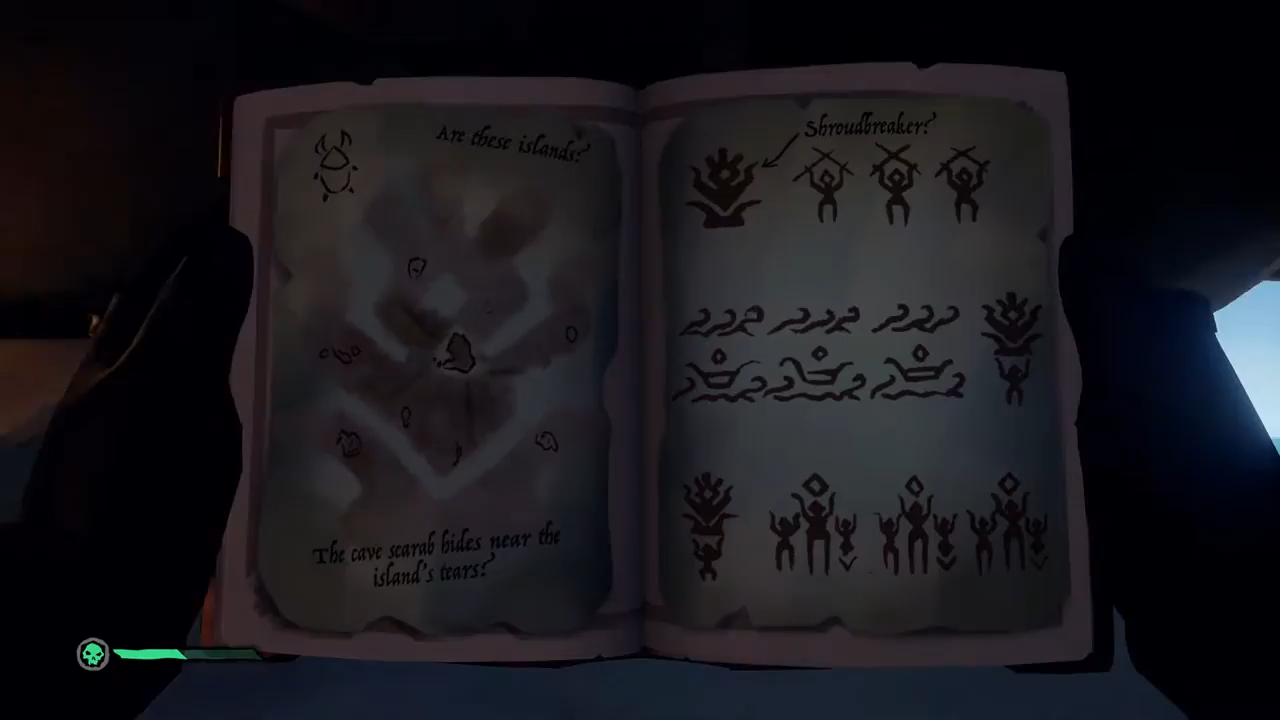 Are these islands?
The cave scarab hides near the
island's tears?
Shroudbreaker?